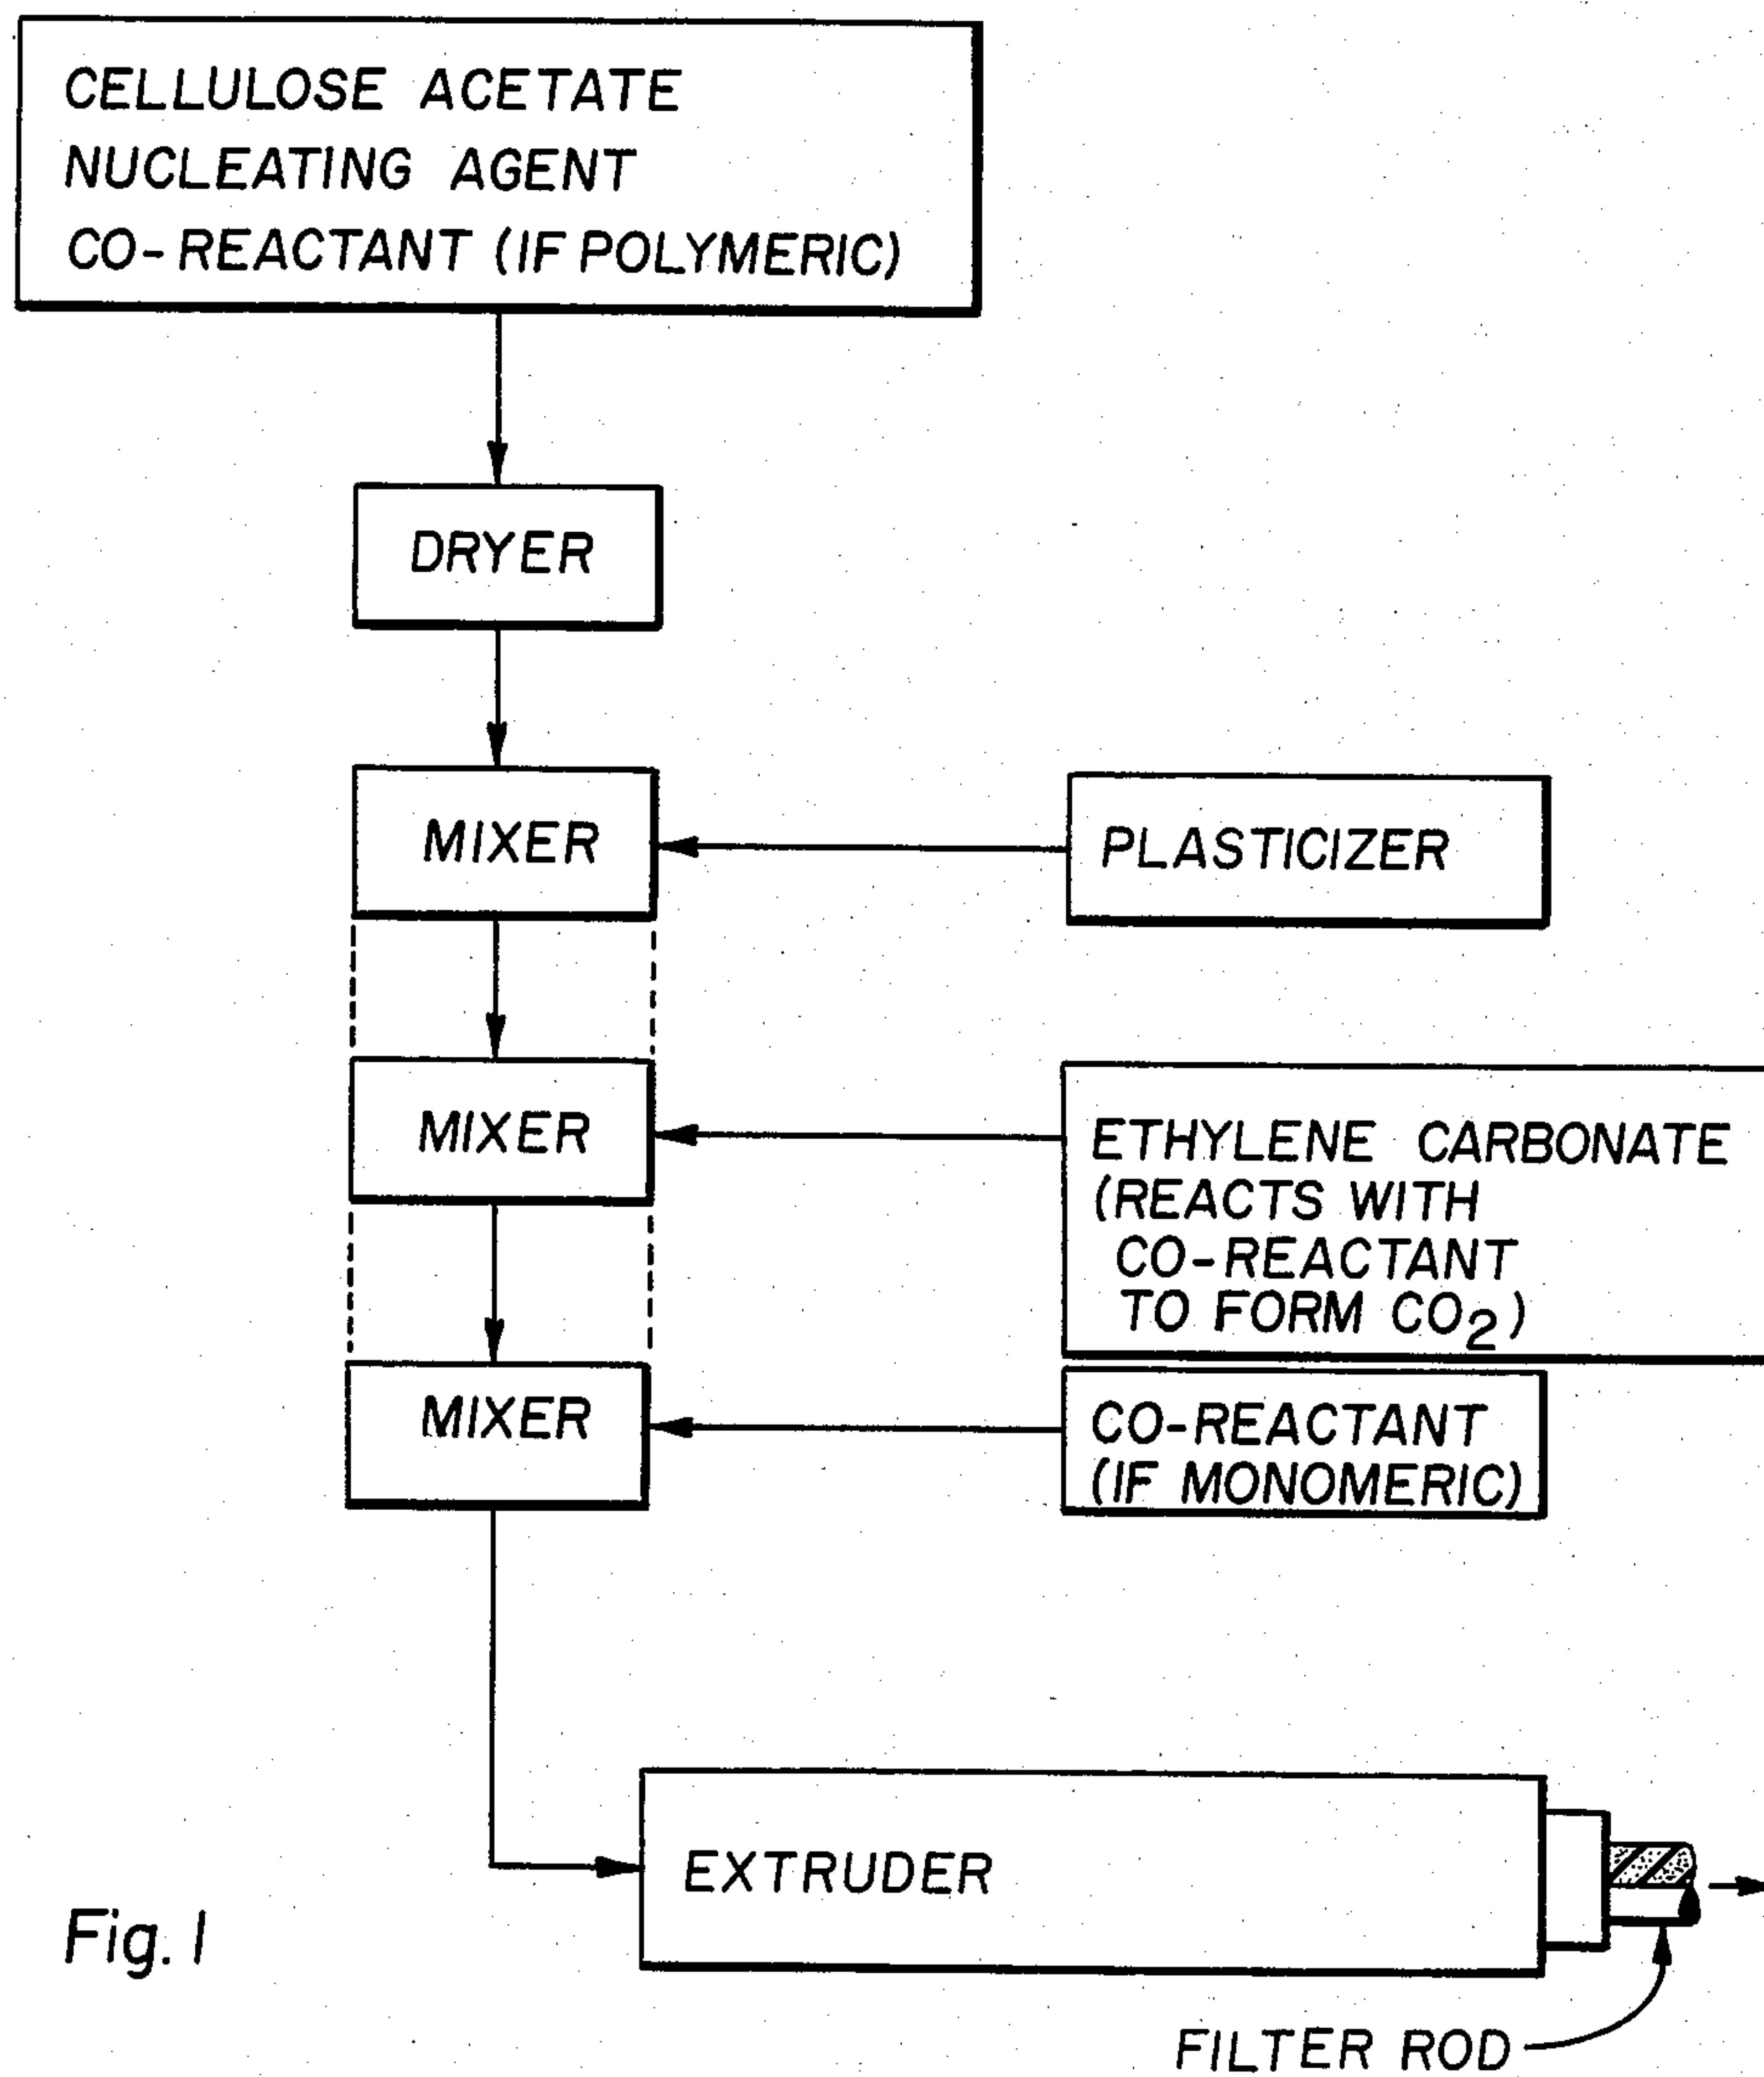 CELLULOSE ACETATE
NUCLEATING AGENT
CO-REACTANT (IF POLYMERIC)
DRYER
MIXER
PLASTICIZER
MIXER
ETHYLENE CARBONATE
(REACTS WITH
CO-REACTANT
TO FORM CO₂)
MIXER
CO-REACTANT
(IF MONOMERIC)
EXTRUDER
Fig. 1
FILTER ROD